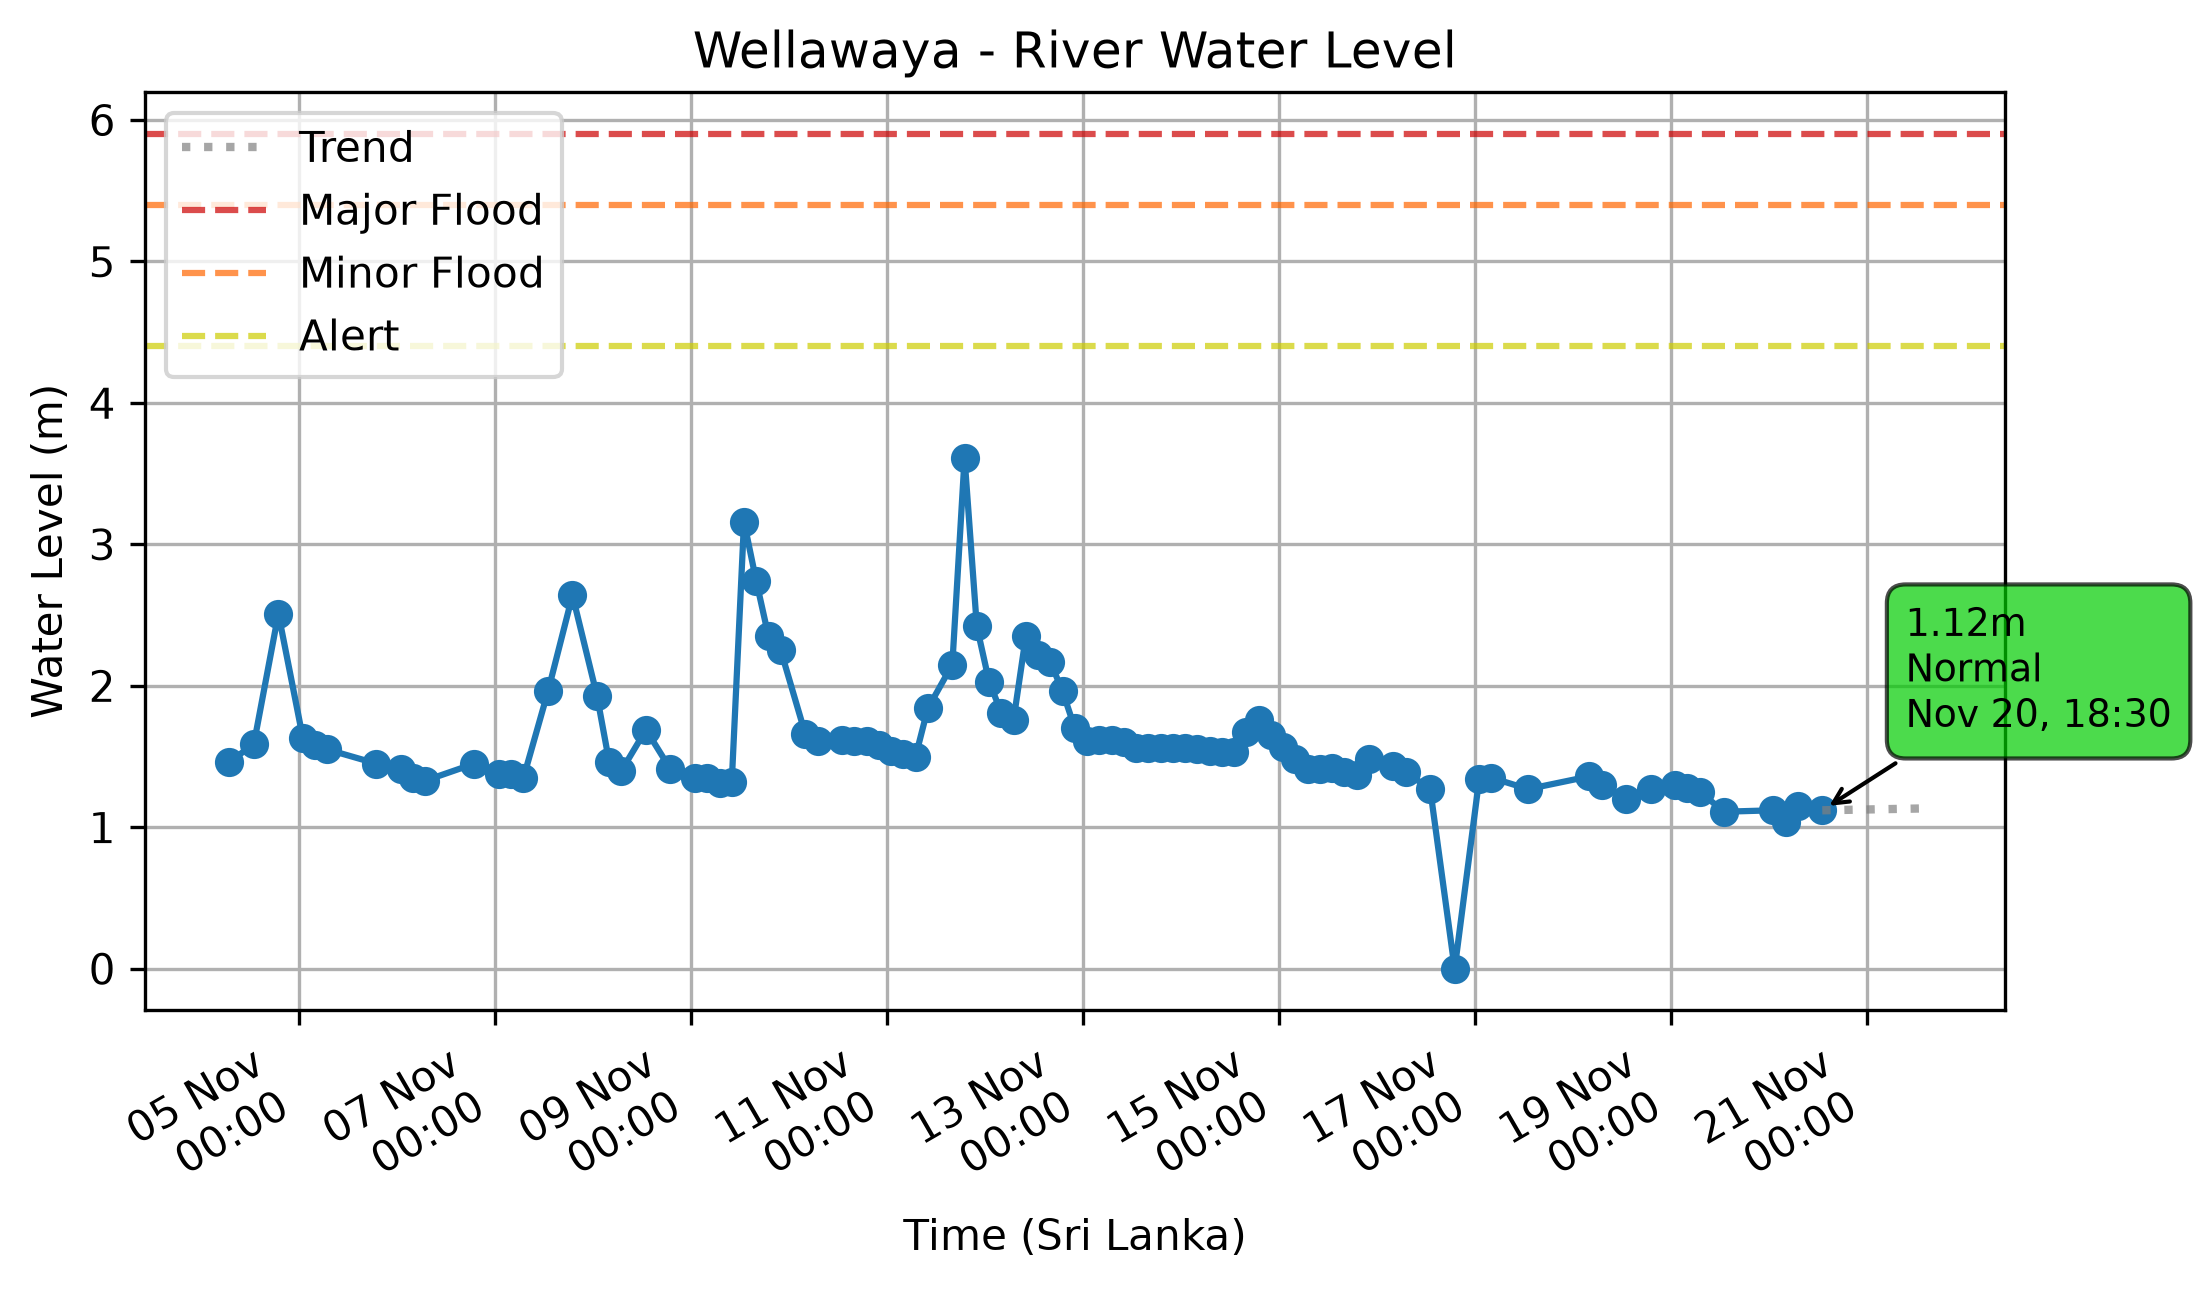 Wellawaya - River Water Level
6
5
4
3
2
1
0
Water Level (m)
Trend
Major Flood
Minor Flood
Alert
1.12m
Normal
Nov 20, 18:30
05 Nov
00:00
07 Nov
00:00
09 Nov
00:00
11 Nov
00:00
13 Nov
00:00
15 Nov
00:00
17 Nov
00:00
19 Nov
00:00
21 Nov
00:00
Time (Sri Lanka)